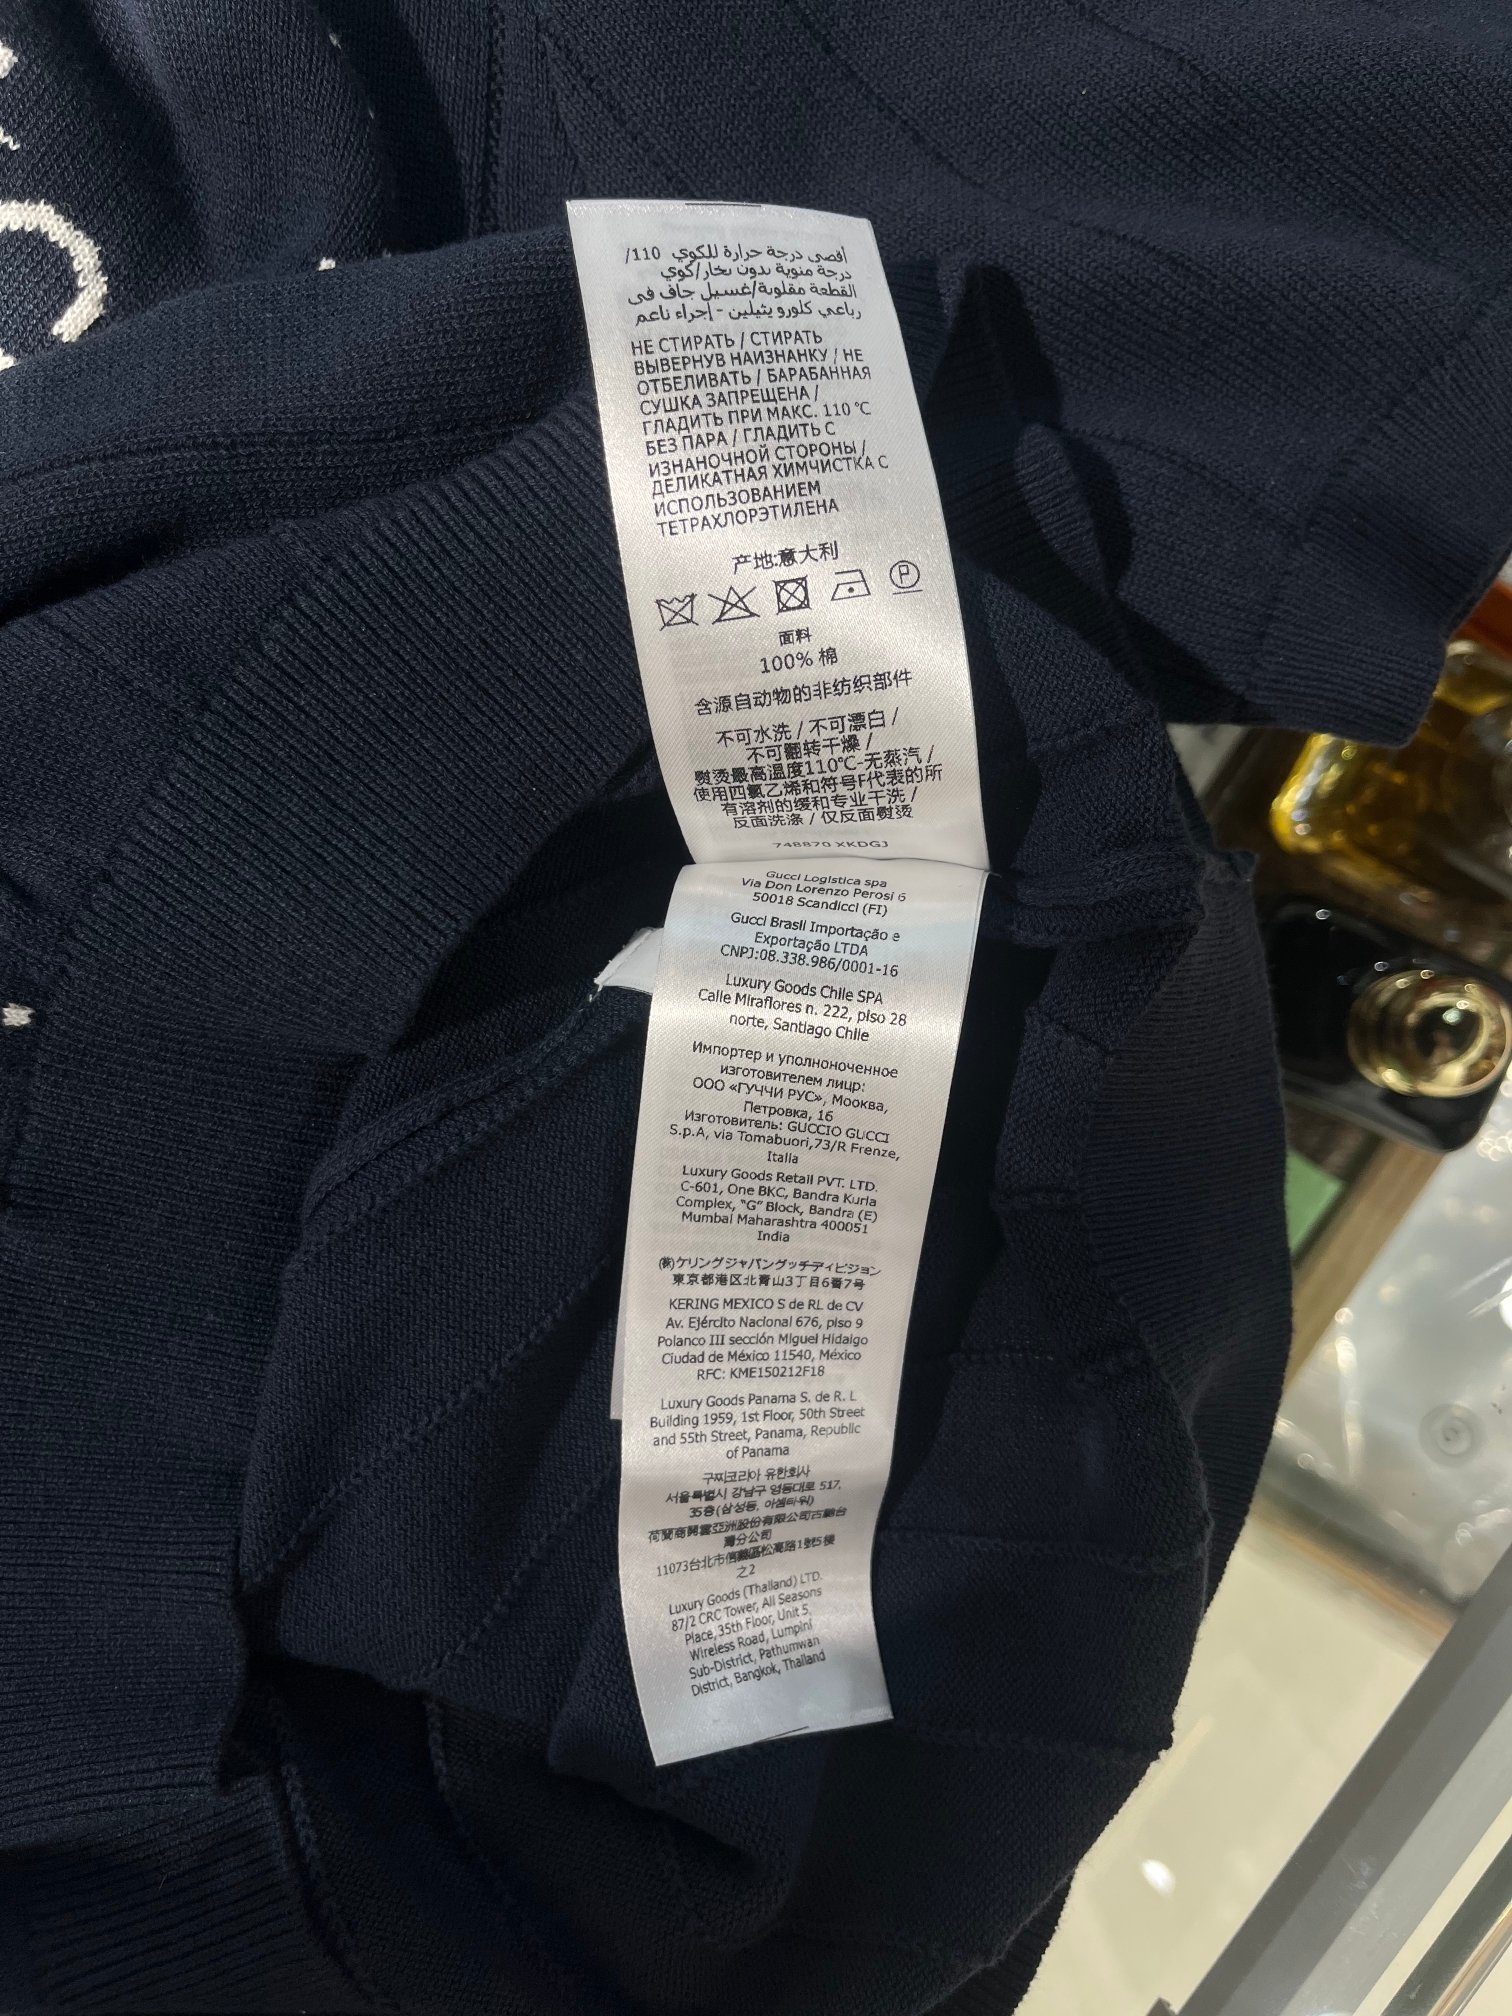 أقصى درجة حرارة للكوي 110/
درجة مئوية بدون بخار/كوي
القطعة مقلوبة/غسيل جاف في
رباعي كلورو يثيلين - إجراء ناعم
НЕ СТИРАТЬ / СТИРАТЬ
ВЫВЕРНУВ НАИЗНАНКУ / НЕ
ОТБЕЛИВАТЬ / БАРАБАННАЯ
СУШКА ЗАПРЕЩЕНА /
ГЛАДИТЬ ПРИ МАКС. 110 °C
БЕЗ ПАРА / ГЛАДИТЬ С
ИЗНАНОЧНОЙ СТОРОНЫ /
ДЕЛИКАТНАЯ ХИМЧИСТКА С
ИСПОЛЬЗОВАНИЕМ
ТЕТРАХЛОРЭТИЛЕНА
产地:意大利
P
面料
100% 棉
含源自动物的非纺织部件
不可水洗 / 不可漂白 /
不可翻转干燥 /
熨烫最高温度110℃-无蒸汽 /
使用四氯乙烯和符号F代表的所
有溶剂的缓和专业干洗 /
反面洗涤 / 仅反面熨烫
748870 XKDGJ
Gucci Logistica spa
Via Don Lorenzo Perosi 6
50018 Scandicci (FI)
Gucci Brasil Importação e
Exportação LTDA
CNPJ:08.338.986/0001-16
Luxury Goods Chile SPA
Calle Miraflores n. 222, piso 28
norte, Santiago Chile
Импортер и уполноноченное
изготовителем лицр:
ООО «ГУЧЧИ РУС», Мооква,
Петровка, 16
Изготовитель: GUCCIO GUCCI
S.p.A, via Tomabuori,73/R Frenze,
Italia
Luxury Goods Retail PVT. LTD.
C-601, One BKC, Bandra Kurla
Complex, "G" Block, Bandra (E)
Mumbai Maharashtra 400051
India
㈱ケリングジャパングッチディビジョン
東京都港区北青山3丁目6番7号
KERING MEXICO S de RL de CV
Av. Ejército Nacional 676, piso 9
Polanco III sección Miguel Hidalgo
Ciudad de México 11540, México
RFC: KME150212F18
Luxury Goods Panama S. de R. L
Building 1959, 1st Floor, 50th Street
and 55th Street, Panama, Republic
of Panama
구찌코리아 유한회사
서울특별시 강남구 영동대로 517,
35층(삼성동, 아셈타워)
荷蘭商開雲亞洲股份有限公司古馳台
灣分公司
11073台北市信義區松高路1號5樓
之2
Luxury Goods (Thailand) LTD.
87/2 CRC Tower, All Seasons
Place, 35th Floor, Unit 5,
Wireless Road, Lumpini
Sub-District, Pathumwan
District, Bangkok, Thailand